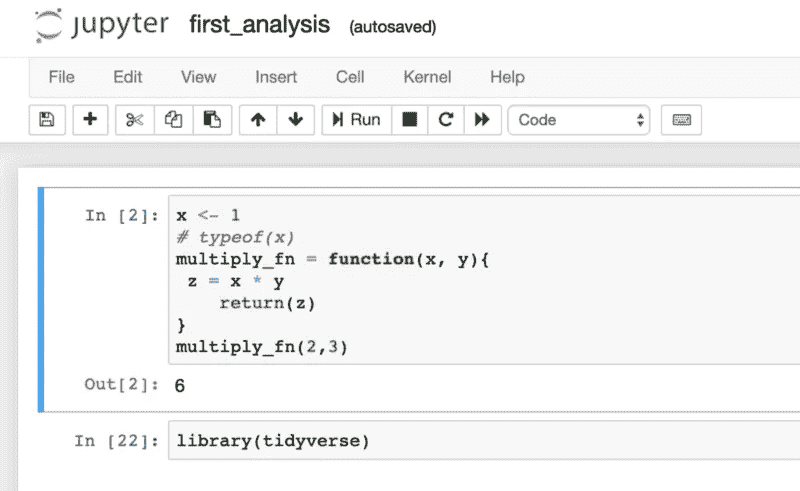 jupyter first_analysis (autosaved)
File Edit View Insert Cell Kernel Help
Run Code
In [2]: x <- 1
# typeof(x)
multiply_fn = function(x, y){
 z = x * y
    return(z)
}
multiply_fn(2,3)
Out[2]: 6
In [22]: library(tidyverse)